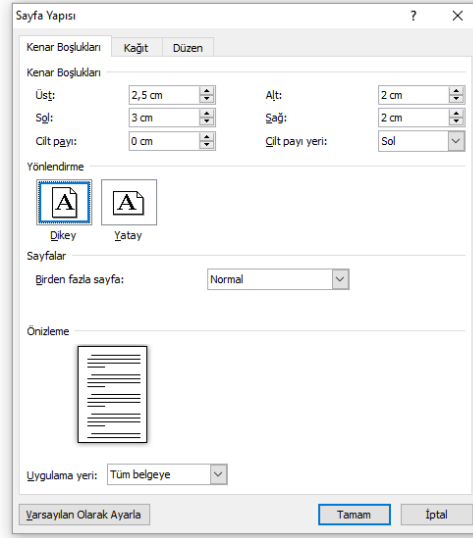 Sayfa Yapısı ? X
Kenar Boşlukları Kağıt Düzen
Kenar Boşlukları
Üst: 2,5 cm Alt: 2 cm
Sol: 3 cm Sağ: 2 cm
Cilt payı: 0 cm Cilt payı yeri: Sol
Yönlendirme
A A
Dikey Yatay
Sayfalar
Birden fazla sayfa: Normal
Önizleme
Uygulama yeri: Tüm belgeye
Varsayılan Olarak Ayarla Tamam İptal